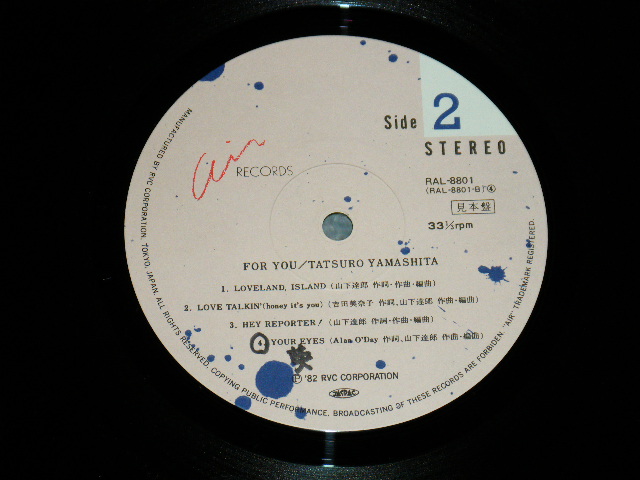 Side 2
STEREO
air RECORDS
RAL-8801
(RAL-8801-B)④
見本盤
33⅓rpm
FOR YOU/TATSURO YAMASHITA
1. LOVELAND, ISLAND (山下達郎 作詞・作曲・編曲)
2. LOVE TALKIN' (honey it's you) (吉田美奈子 作詞、山下達郎 作曲・編曲)
3. HEY REPORTER! (山下達郎 作詞・作曲・編曲)
4. YOUR EYES (Alan O'Day 作詞、山下達郎 作曲・編曲)
Ⓟ '82 RVC CORPORATION
MANUFACTURED BY RVC CORPORATION, TOKYO, JAPAN. ALL RIGHTS RESERVED. COPYING PUBLIC PERFORMANCE, BROADCASTING OF THESE RECORDS ARE FORBIDDEN. "AIR" TRADEMARK REGISTERED.